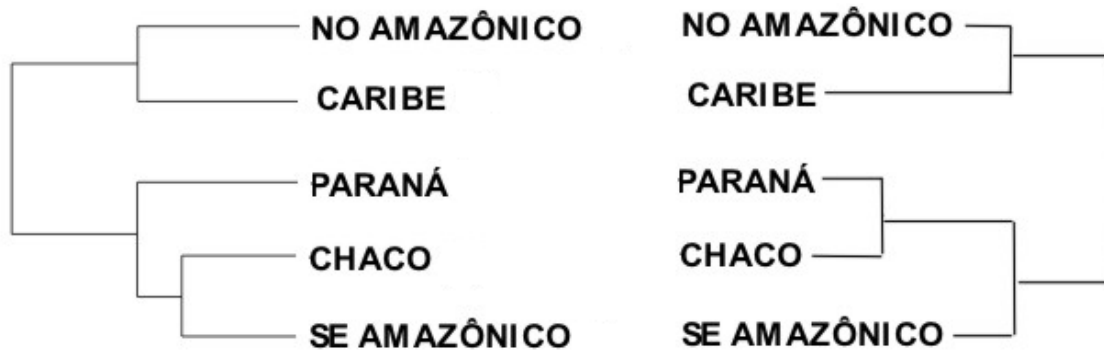 NO AMAZÔNICO
CARIBE
PARANÁ
CHACO
SE AMAZÔNICO
NO AMAZÔNICO
CARIBE
PARANÁ
CHACO
SE AMAZÔNICO